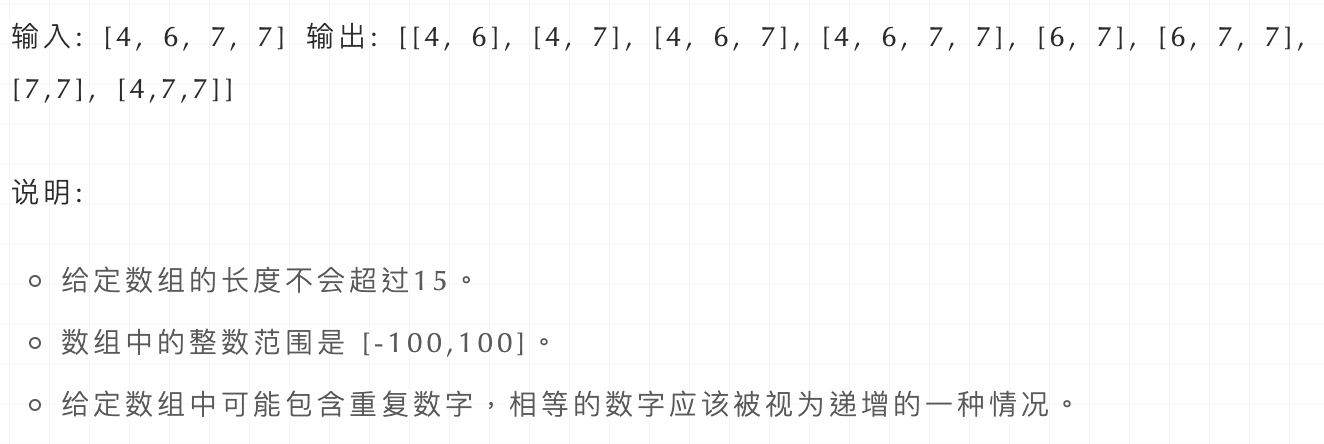 输入: [4, 6, 7, 7] 输出: [[4, 6], [4, 7], [4, 6, 7], [4, 6, 7, 7], [6, 7], [6, 7, 7],
[7,7], [4,7,7]]
说明:
给定数组的长度不会超过15。
数组中的整数范围是 [-100,100]。
给定数组中可能包含重复数字，相等的数字应该被视为递增的一种情况。